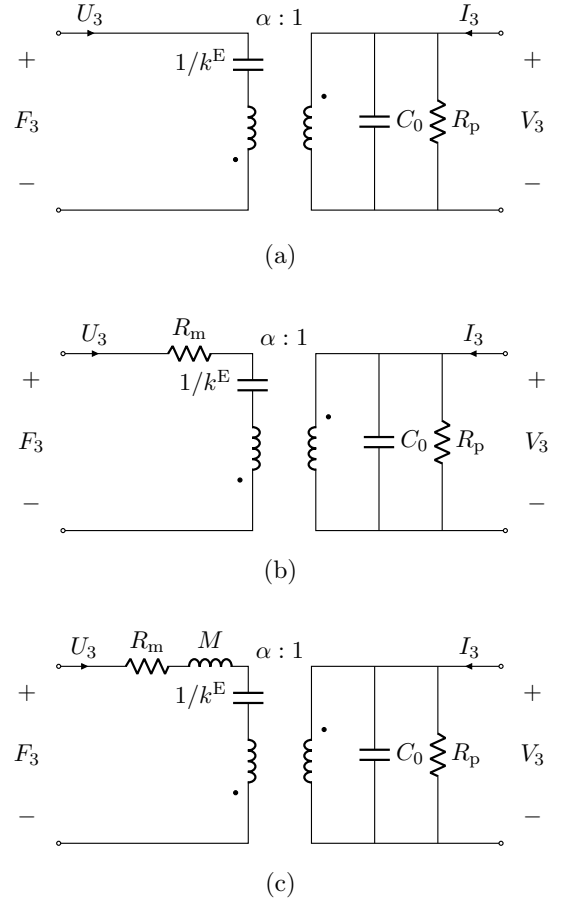 U₃ α : 1 I₃
+ 1/kᴱ +
F₃ C₀ Rₚ V₃
− −
(a)
Rₘ
U₃ α : 1 I₃
+ 1/kᴱ +
F₃ C₀ Rₚ V₃
− −
(b)
U₃ Rₘ M α : 1 I₃
+ 1/kᴱ +
F₃ C₀ Rₚ V₃
− −
(c)